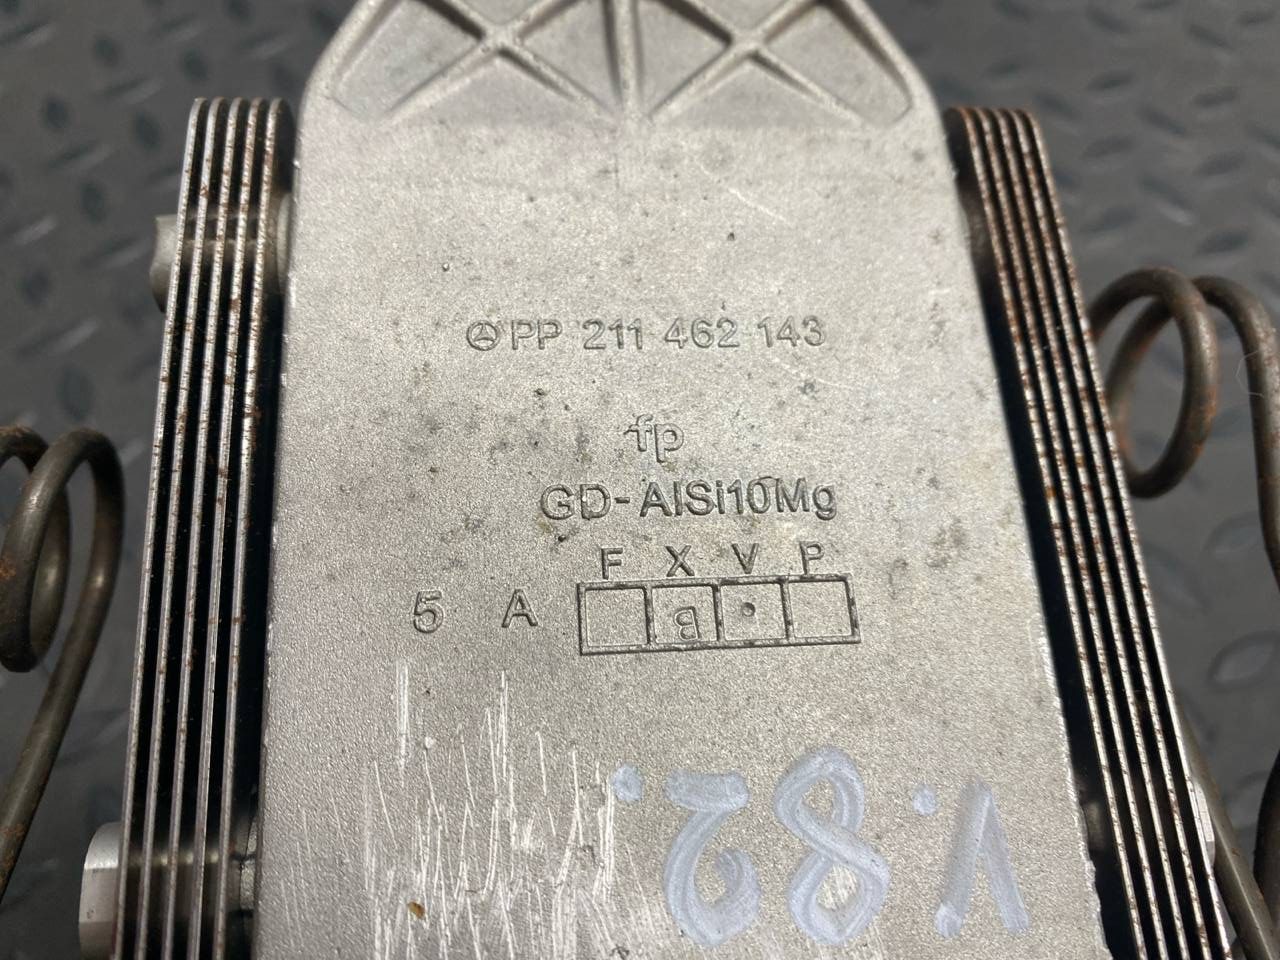 PP 211 462 143
fp
GD-AlSi10Mg
F X V P
5 A B
1.82.